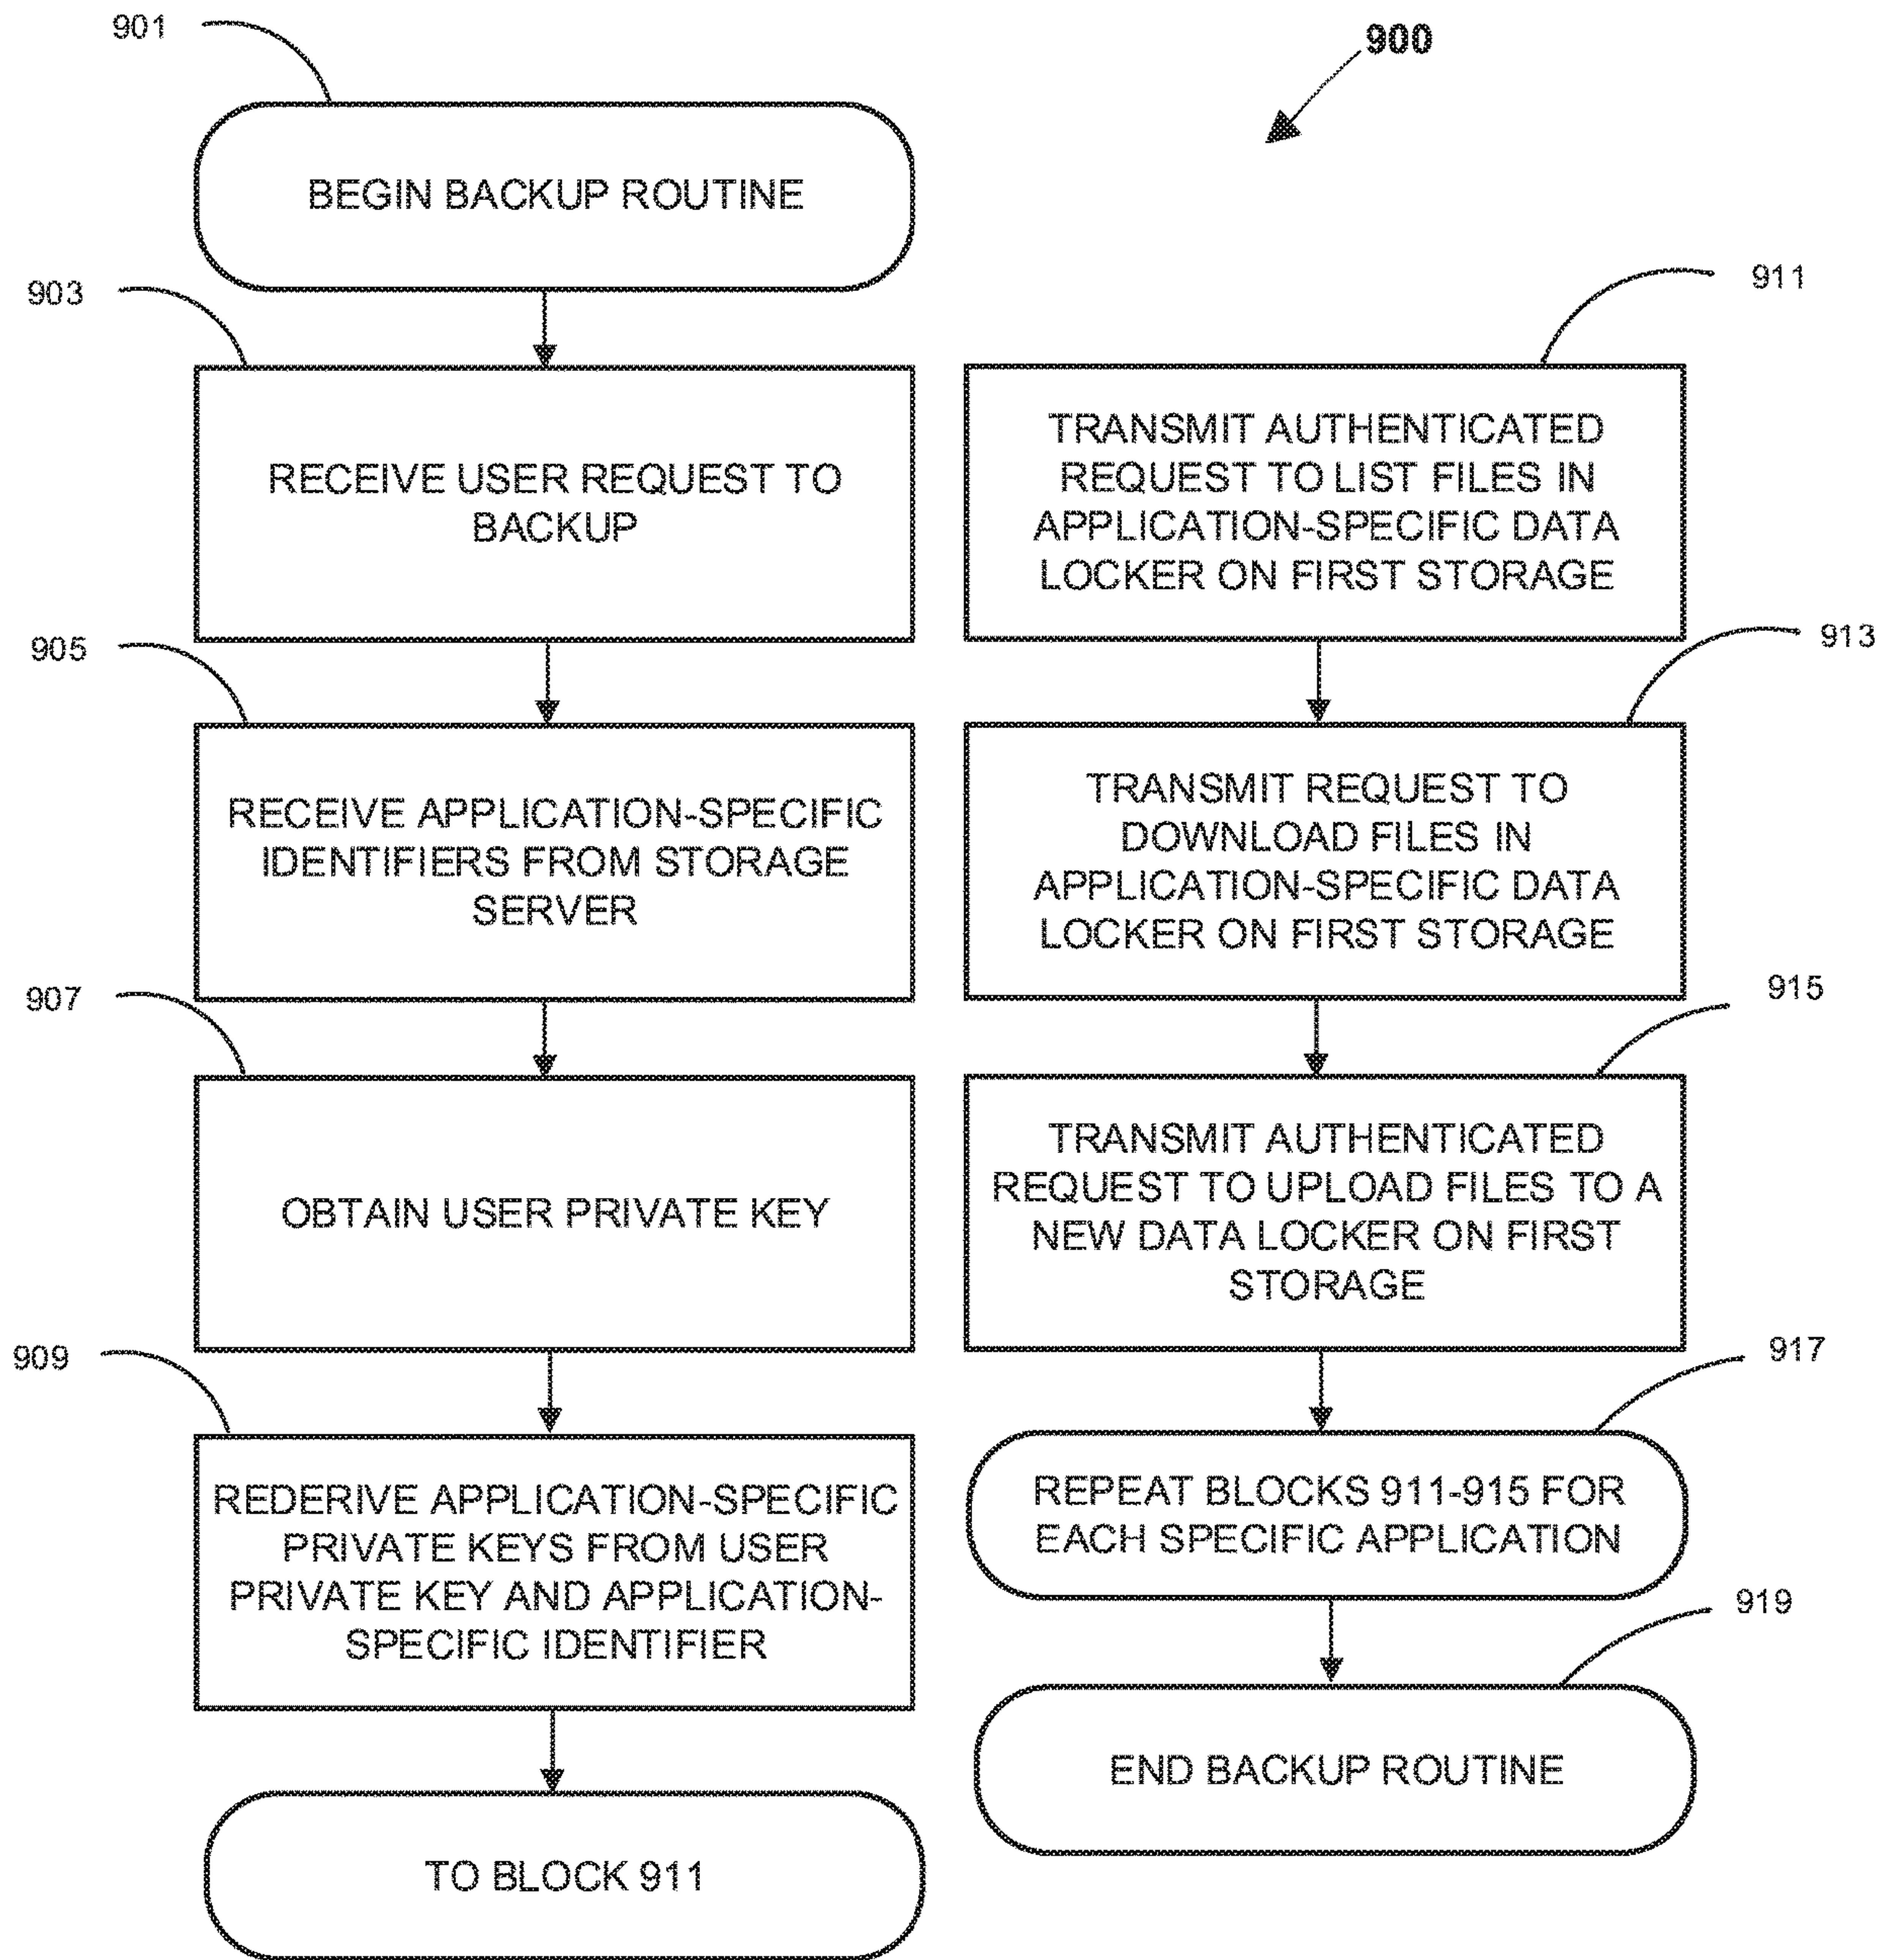 900
901
BEGIN BACKUP ROUTINE
903
RECEIVE USER REQUEST TO
BACKUP
905
RECEIVE APPLICATION-SPECIFIC
IDENTIFIERS FROM STORAGE
SERVER
907
OBTAIN USER PRIVATE KEY
909
REDERIVE APPLICATION-SPECIFIC
PRIVATE KEYS FROM USER
PRIVATE KEY AND APPLICATION-
SPECIFIC IDENTIFIER
TO BLOCK 911
911
TRANSMIT AUTHENTICATED
REQUEST TO LIST FILES IN
APPLICATION-SPECIFIC DATA
LOCKER ON FIRST STORAGE
913
TRANSMIT REQUEST TO
DOWNLOAD FILES IN
APPLICATION-SPECIFIC DATA
LOCKER ON FIRST STORAGE
915
TRANSMIT AUTHENTICATED
REQUEST TO UPLOAD FILES TO A
NEW DATA LOCKER ON FIRST
STORAGE
917
REPEAT BLOCKS 911-915 FOR
EACH SPECIFIC APPLICATION
919
END BACKUP ROUTINE